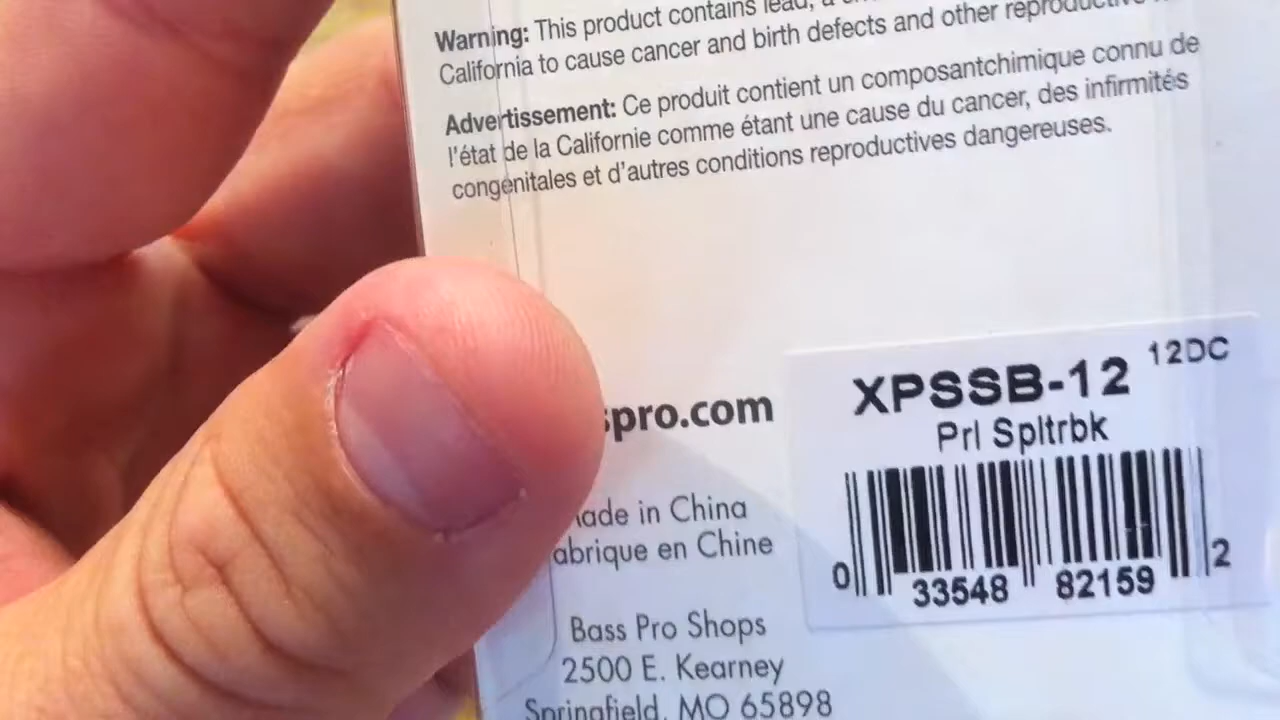 Warning: This product contains lead, a
California to cause cancer and birth defects and other reproductive
Advertissement: Ce produit contient un composantchimique connu de
l'état de la Californie comme étant une cause du cancer, des infirmités
congenitales et d'autres conditions reproductives dangereuses.
spro.com
XPSSB-12 12DC
Prl Spltrbk
0 33548 82159 2
ade in China
abrique en Chine
Bass Pro Shops
2500 E. Kearney
Springfield, MO 65898